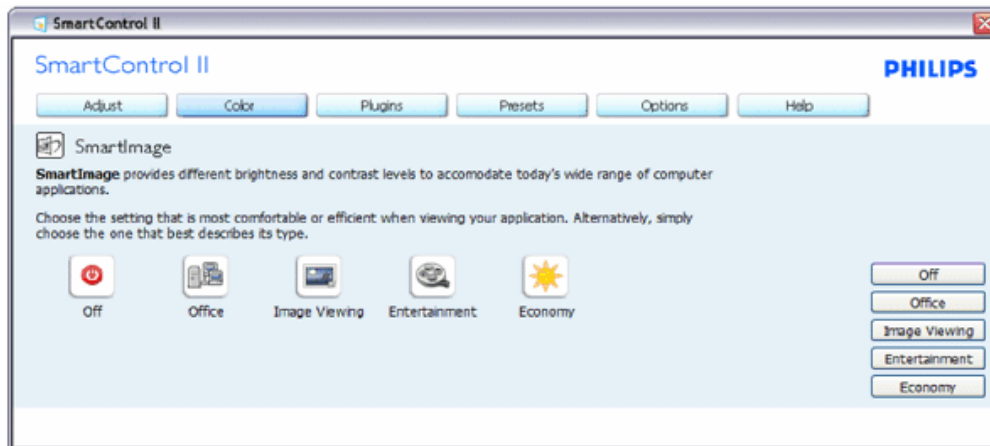 SmartControl II
SmartControl II
PHILIPS
Adjust
Color
Plugins
Presets
Options
Help
SmartImage
SmartImage provides different brightness and contrast levels to accomodate today's wide range of computer
applications.
Choose the setting that is most comfortable or efficient when viewing your application. Alternatively, simply
choose the one that best describes its type.
Off
Office
Image Viewing
Entertainment
Economy
Off
Office
Image Viewing
Entertainment
Economy